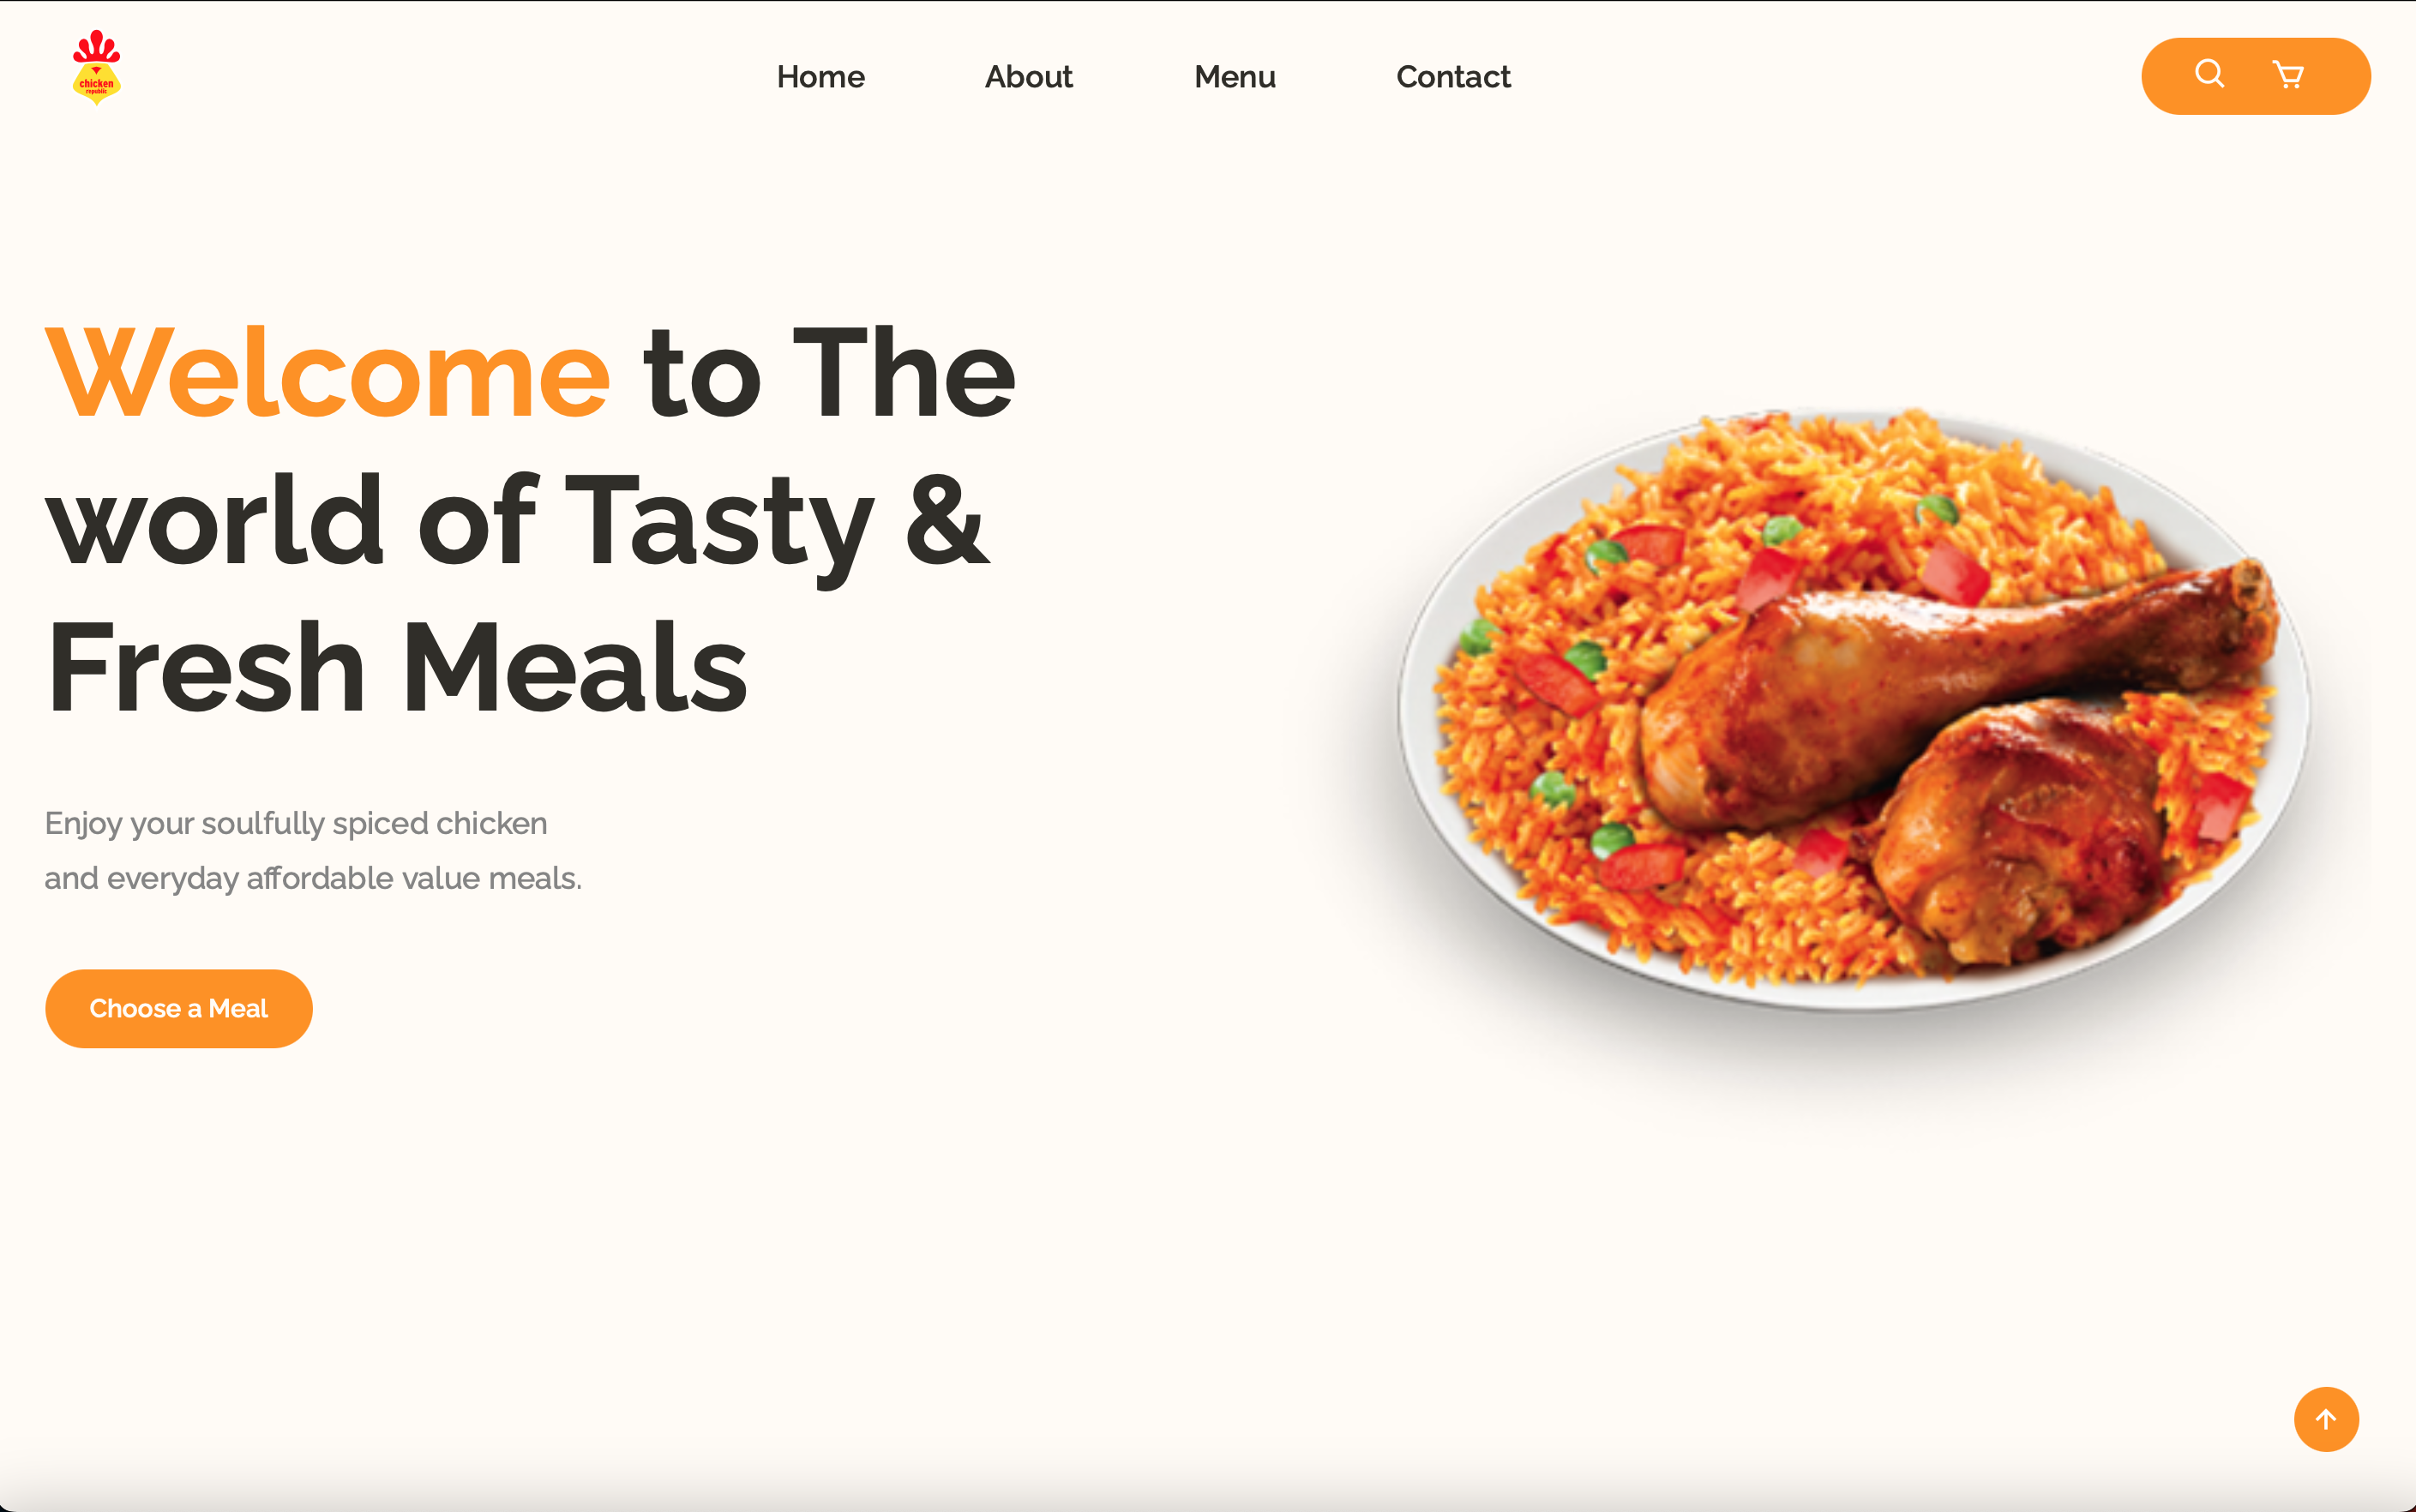 chicken
republic
Home About Menu Contact
Welcome to The
world of Tasty &
Fresh Meals
Enjoy your soulfully spiced chicken
and everyday affordable value meals.
Choose a Meal